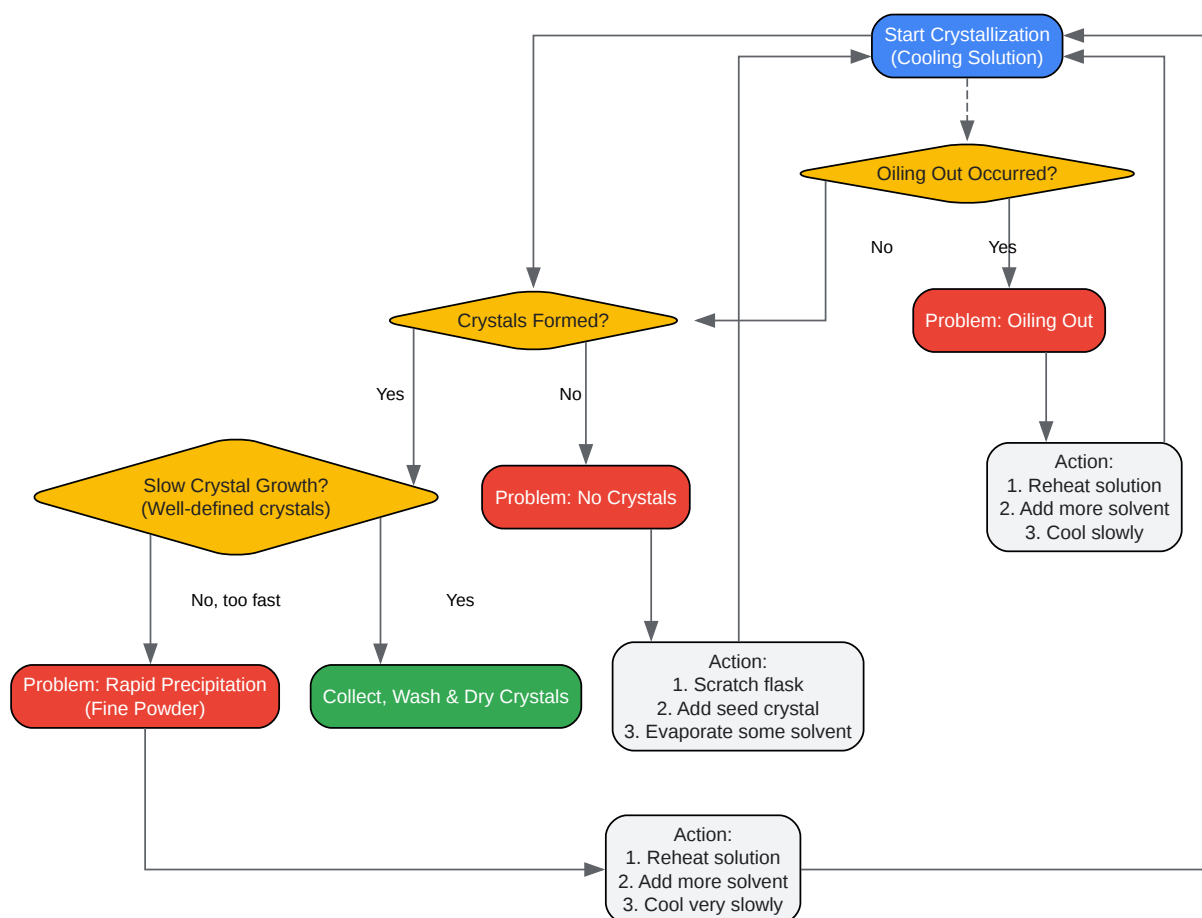 Start Crystallization
(Cooling Solution)
Oiling Out Occurred?
No
Yes
Crystals Formed?
Problem: Oiling Out
Yes
No
Slow Crystal Growth?
(Well-defined crystals)
Problem: No Crystals
Action:
1. Reheat solution
2. Add more solvent
3. Cool slowly
No, too fast
Yes
Problem: Rapid Precipitation
(Fine Powder)
Collect, Wash & Dry Crystals
Action:
1. Scratch flask
2. Add seed crystal
3. Evaporate some solvent
Action:
1. Reheat solution
2. Add more solvent
3. Cool very slowly